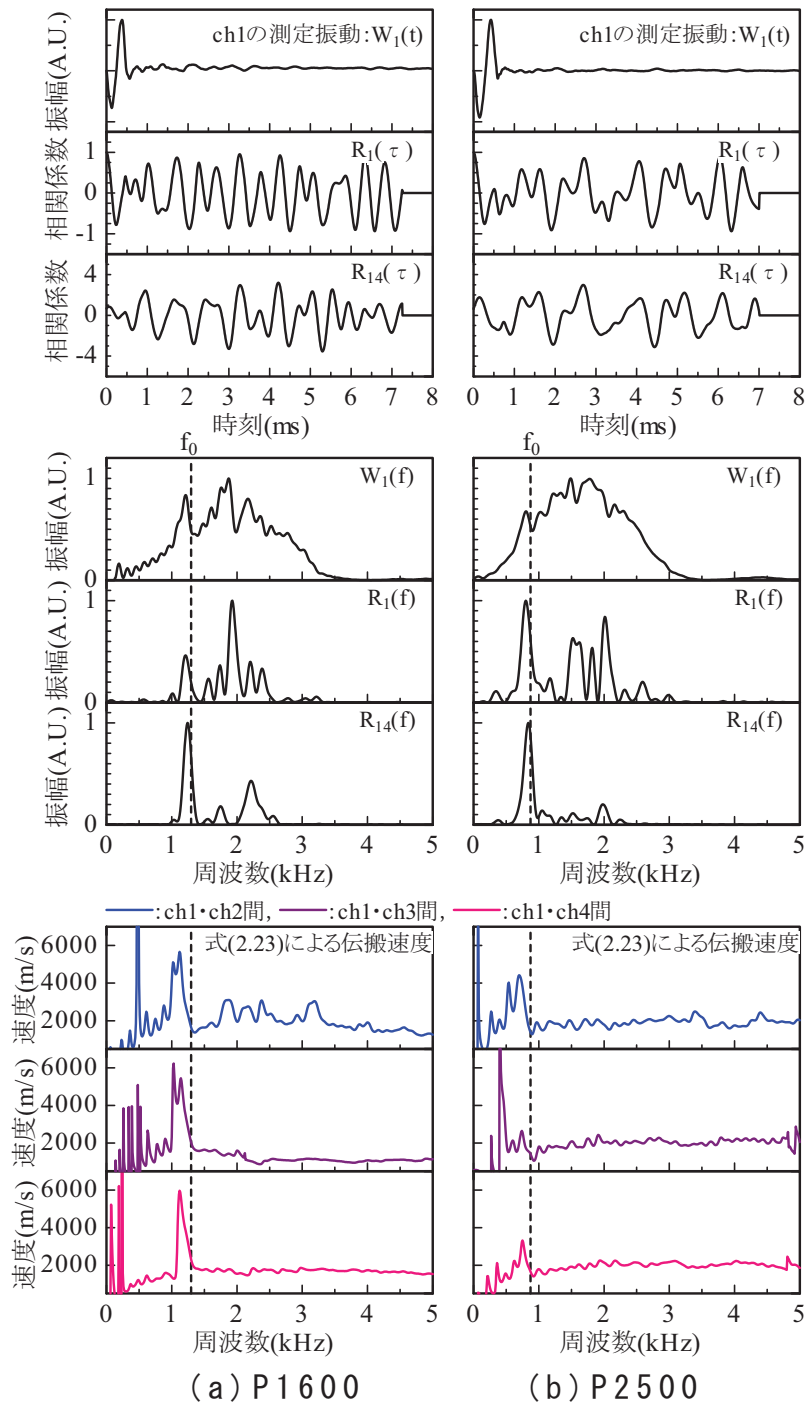 ch1の測定振動:W₁(t)
振幅(A.U.)
R₁(τ)
相関係数
1
0
-1
R₁₄(τ)
相関係数
4
0
-4
0 1 2 3 4 5 6 7 8
時刻(ms)
R₁(τ)
R₁₄(τ)
0 1 2 3 4 5 6 7 8
時刻(ms)
f₀
W₁(f)
振幅(A.U.)
1
0
R₁(f)
振幅(A.U.)
1
0
R₁₄(f)
振幅(A.U.)
1
0
0 1 2 3 4 5
周波数(kHz)
ch1の測定振動:W₁(t)
f₀
W₁(f)
R₁(f)
R₁₄(f)
0 1 2 3 4 5
周波数(kHz)
:ch1・ch2間, :ch1・ch3間, :ch1・ch4間
式(2.23)による伝搬速度
速度(m/s)
6000
4000
2000
速度(m/s)
6000
4000
2000
速度(m/s)
6000
4000
2000
0 1 2 3 4 5
周波数(kHz)
(a)P1600
式(2.23)による伝搬速度
0 1 2 3 4 5
周波数(kHz)
(b)P2500